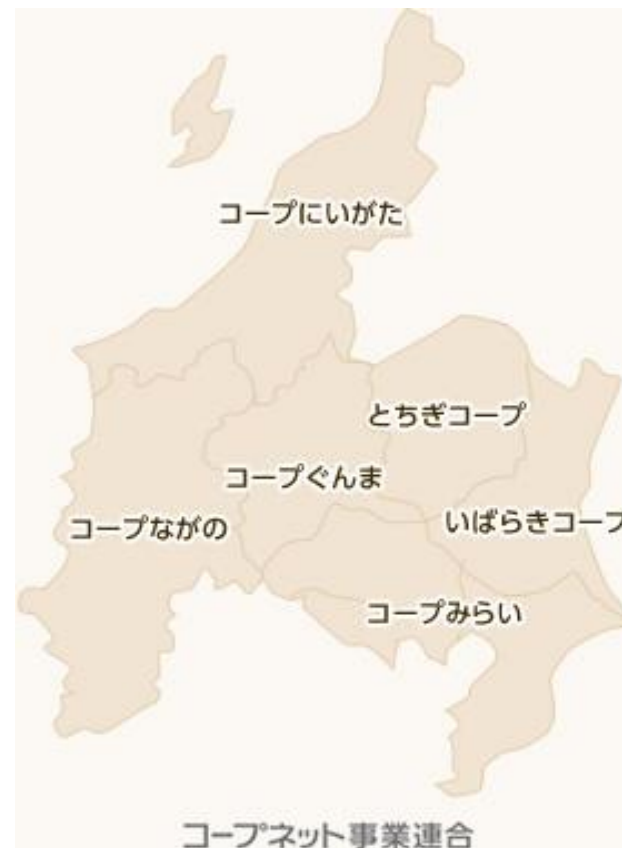 コープにいがた
とちぎコープ
コープぐんま
コープながの
いばらきコープ
コープみらい
コープネット事業連合